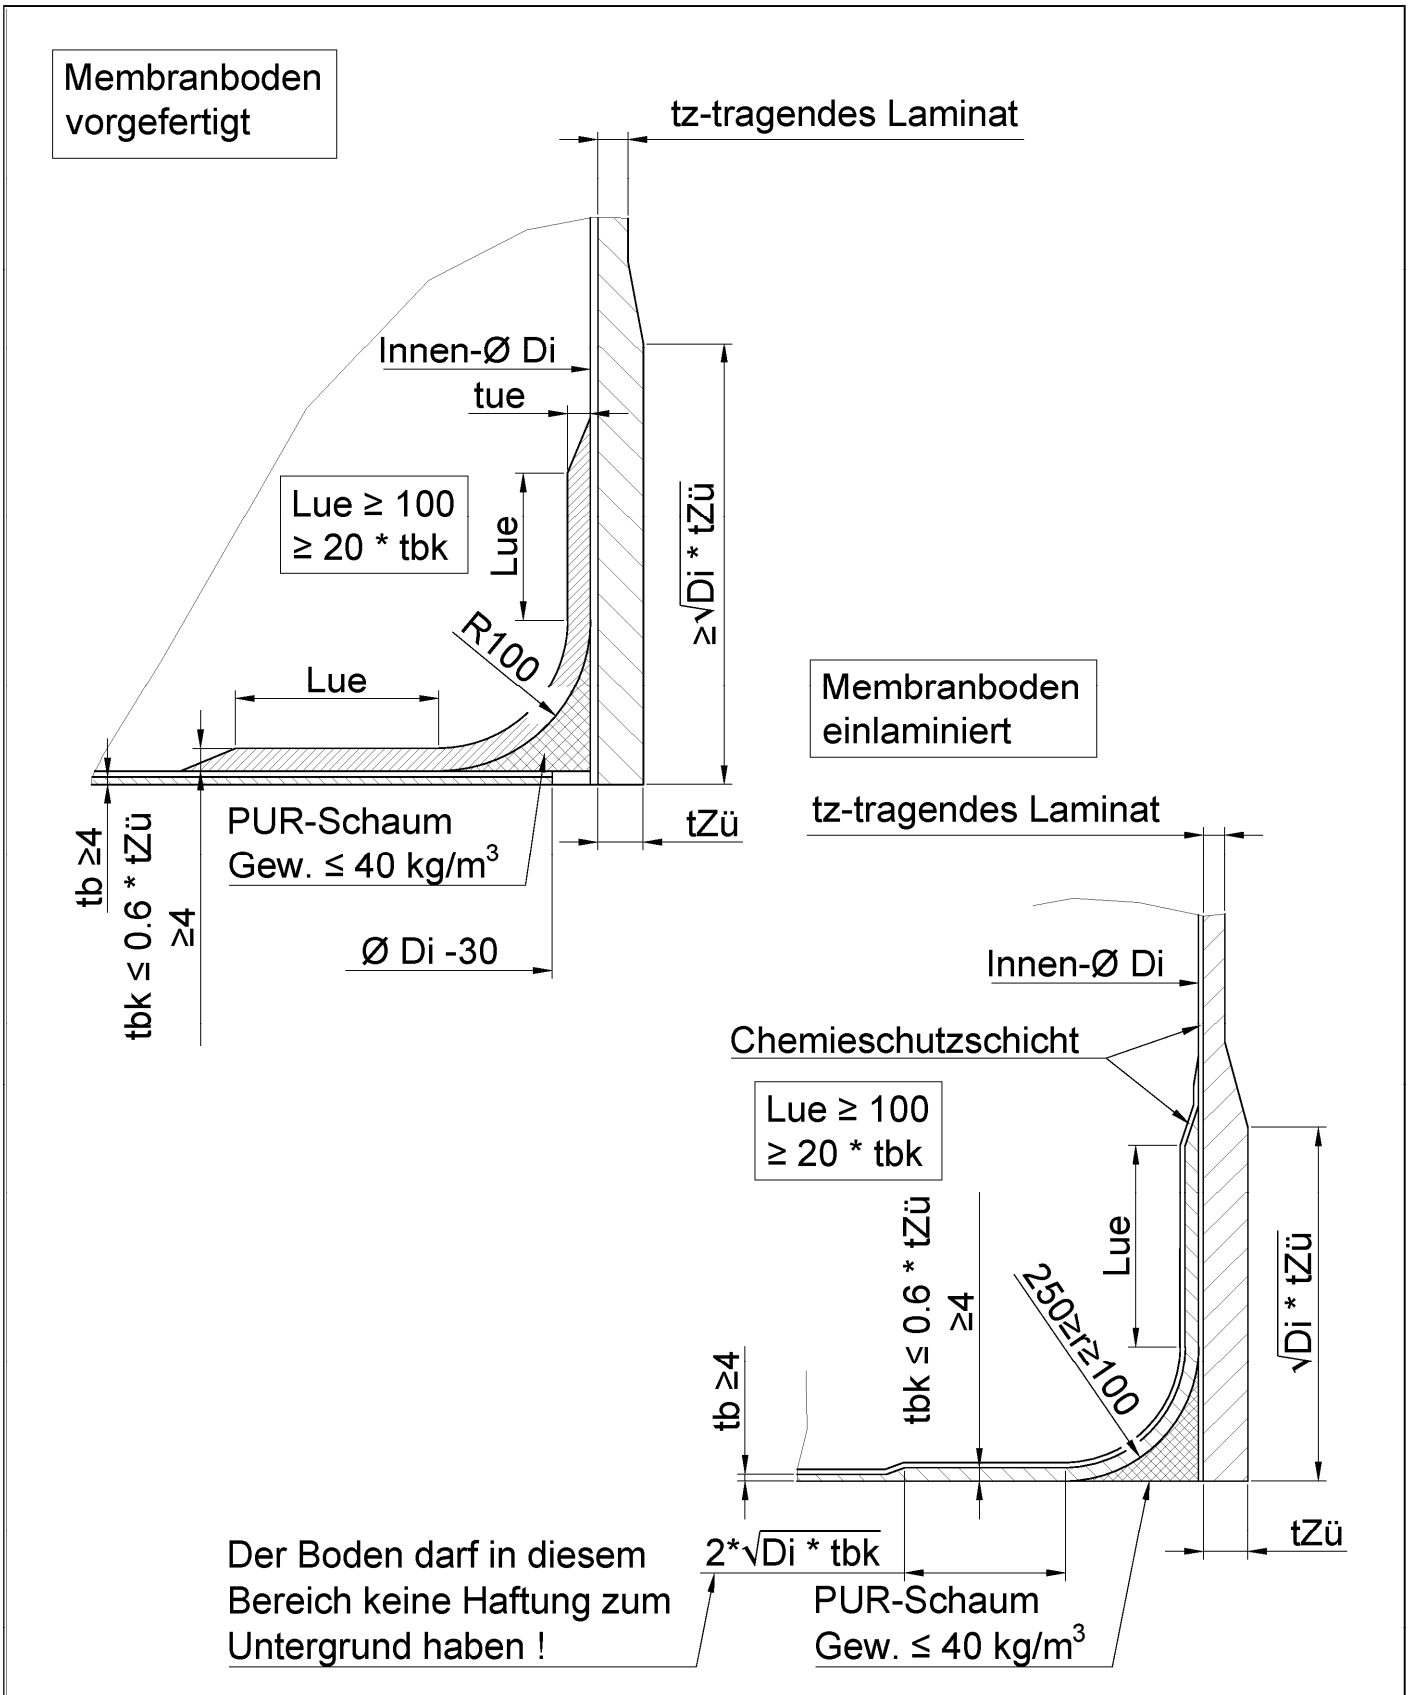 Membranboden
vorgefertigt
tz-tragendes Laminat
Innen-Ø Di
tue
Lue ≥ 100
≥ 20 * tbk
Lue
≥√Di * tZü
R100
Lue
tb ≥4
tbk ≤ 0.6 * tZü
≥4
PUR-Schaum
Gew. ≤ 40 kg/m³
tZü
Ø Di -30
Membranboden
einlaminiert
tz-tragendes Laminat
Innen-Ø Di
Chemieschutzschicht
Lue ≥ 100
≥ 20 * tbk
Lue
√Di * tZü
tbk ≤ 0.6 * tZü
≥4
250≥r≥100
tb ≥4
tZü
Der Boden darf in diesem
Bereich keine Haftung zum
Untergrund haben !
2*√Di * tbk
PUR-Schaum
Gew. ≤ 40 kg/m³